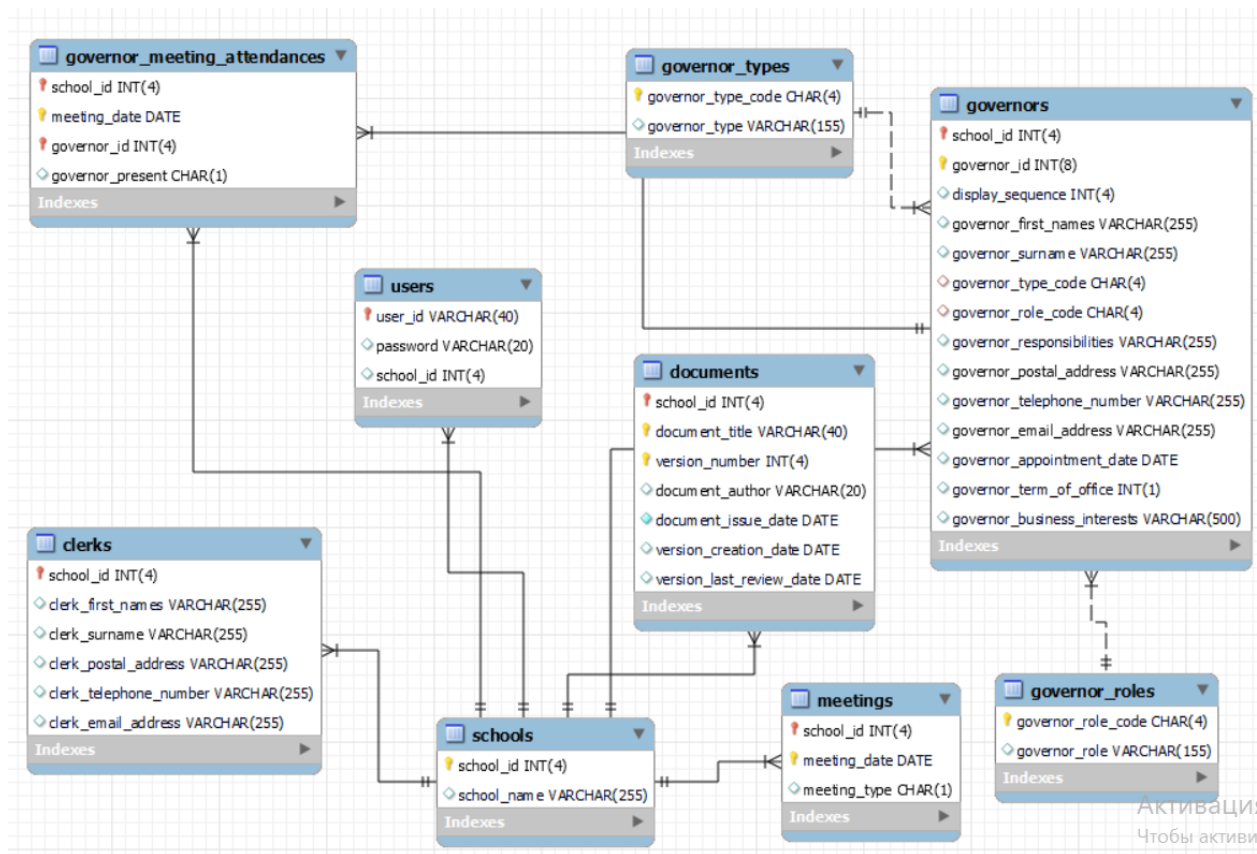 governor_meeting_attendances
school_id INT(4)
meeting_date DATE
governor_id INT(4)
governor_present CHAR(1)
Indexes
governor_types
governor_type_code CHAR(4)
governor_type VARCHAR(155)
Indexes
governors
school_id INT(4)
governor_id INT(8)
display_sequence INT(4)
governor_first_names VARCHAR(255)
governor_surname VARCHAR(255)
governor_type_code CHAR(4)
governor_role_code CHAR(4)
governor_responsibilities VARCHAR(255)
governor_postal_address VARCHAR(255)
governor_telephone_number VARCHAR(255)
governor_email_address VARCHAR(255)
governor_appointment_date DATE
governor_term_of_office INT(1)
governor_business_interests VARCHAR(500)
Indexes
users
user_id VARCHAR(40)
password VARCHAR(20)
school_id INT(4)
Indexes
documents
school_id INT(4)
document_title VARCHAR(40)
version_number INT(4)
document_author VARCHAR(20)
document_issue_date DATE
version_creation_date DATE
version_last_review_date DATE
Indexes
clerks
school_id INT(4)
clerk_first_names VARCHAR(255)
clerk_surname VARCHAR(255)
clerk_postal_address VARCHAR(255)
clerk_telephone_number VARCHAR(255)
clerk_email_address VARCHAR(255)
Indexes
schools
school_id INT(4)
school_name VARCHAR(255)
Indexes
meetings
school_id INT(4)
meeting_date DATE
meeting_type CHAR(1)
Indexes
governor_roles
governor_role_code CHAR(4)
governor_role VARCHAR(155)
Indexes
Активация
Чтобы активи